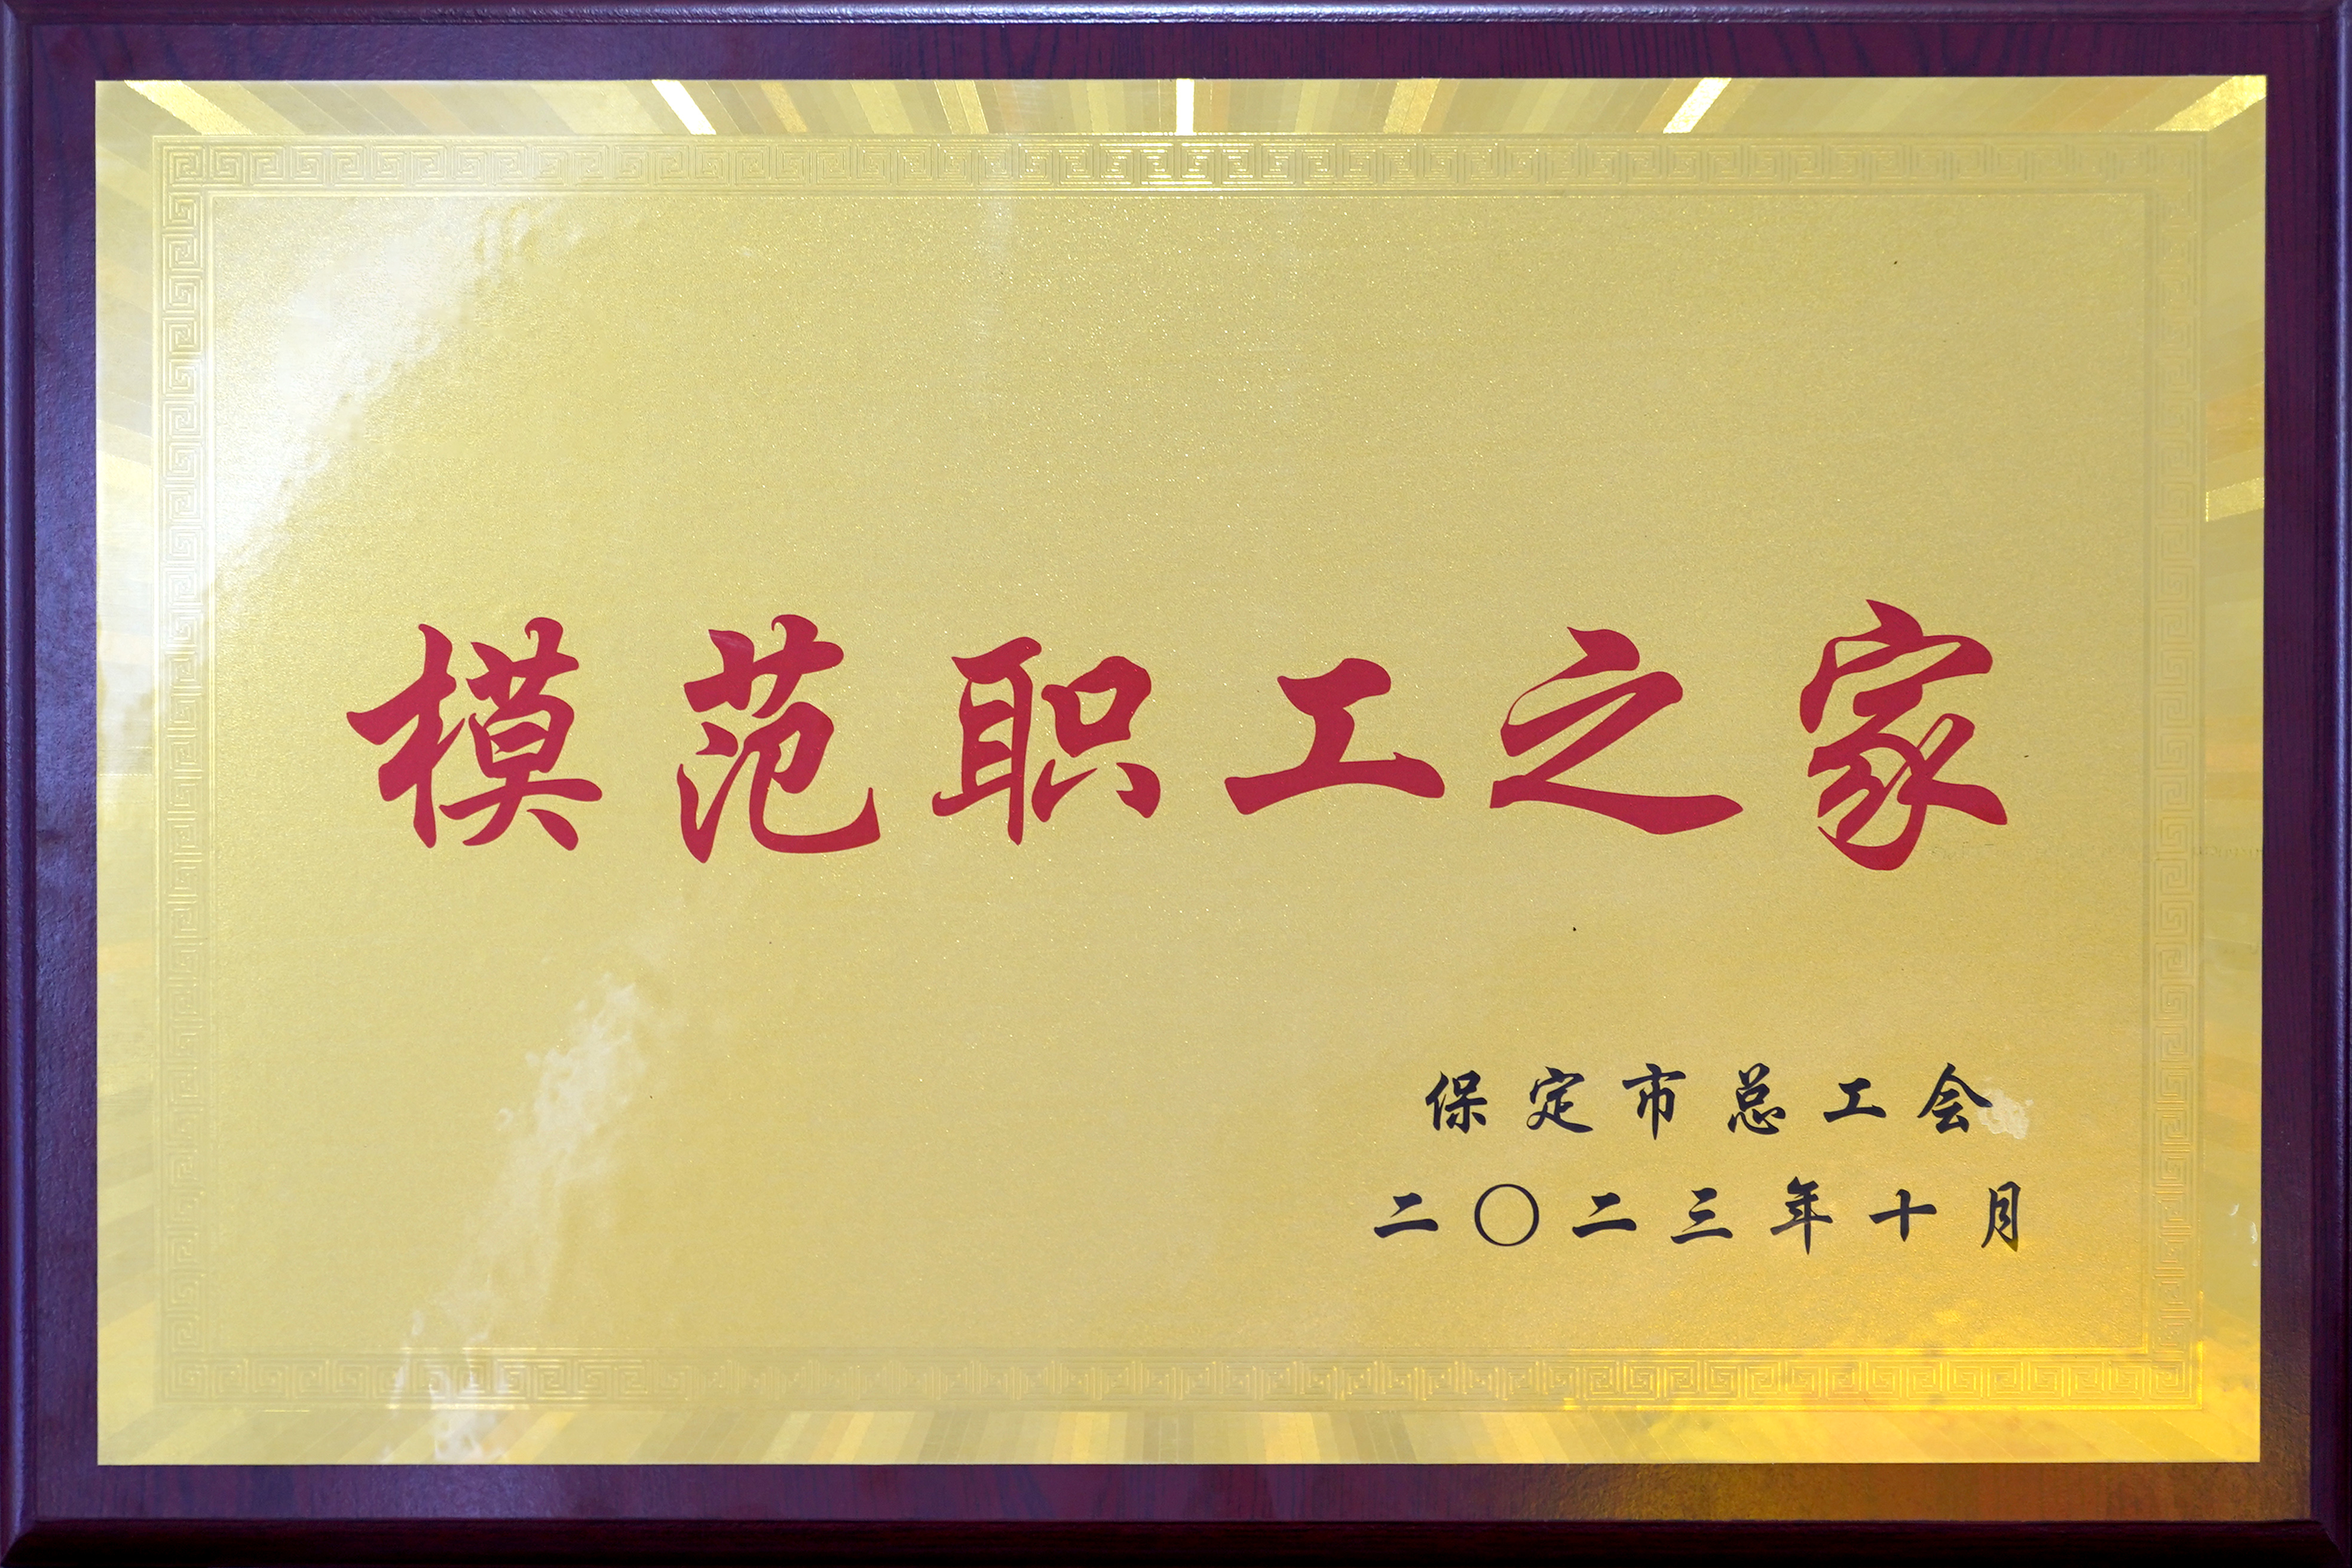 模范职工之家
保定市总工会
二〇二三年十月